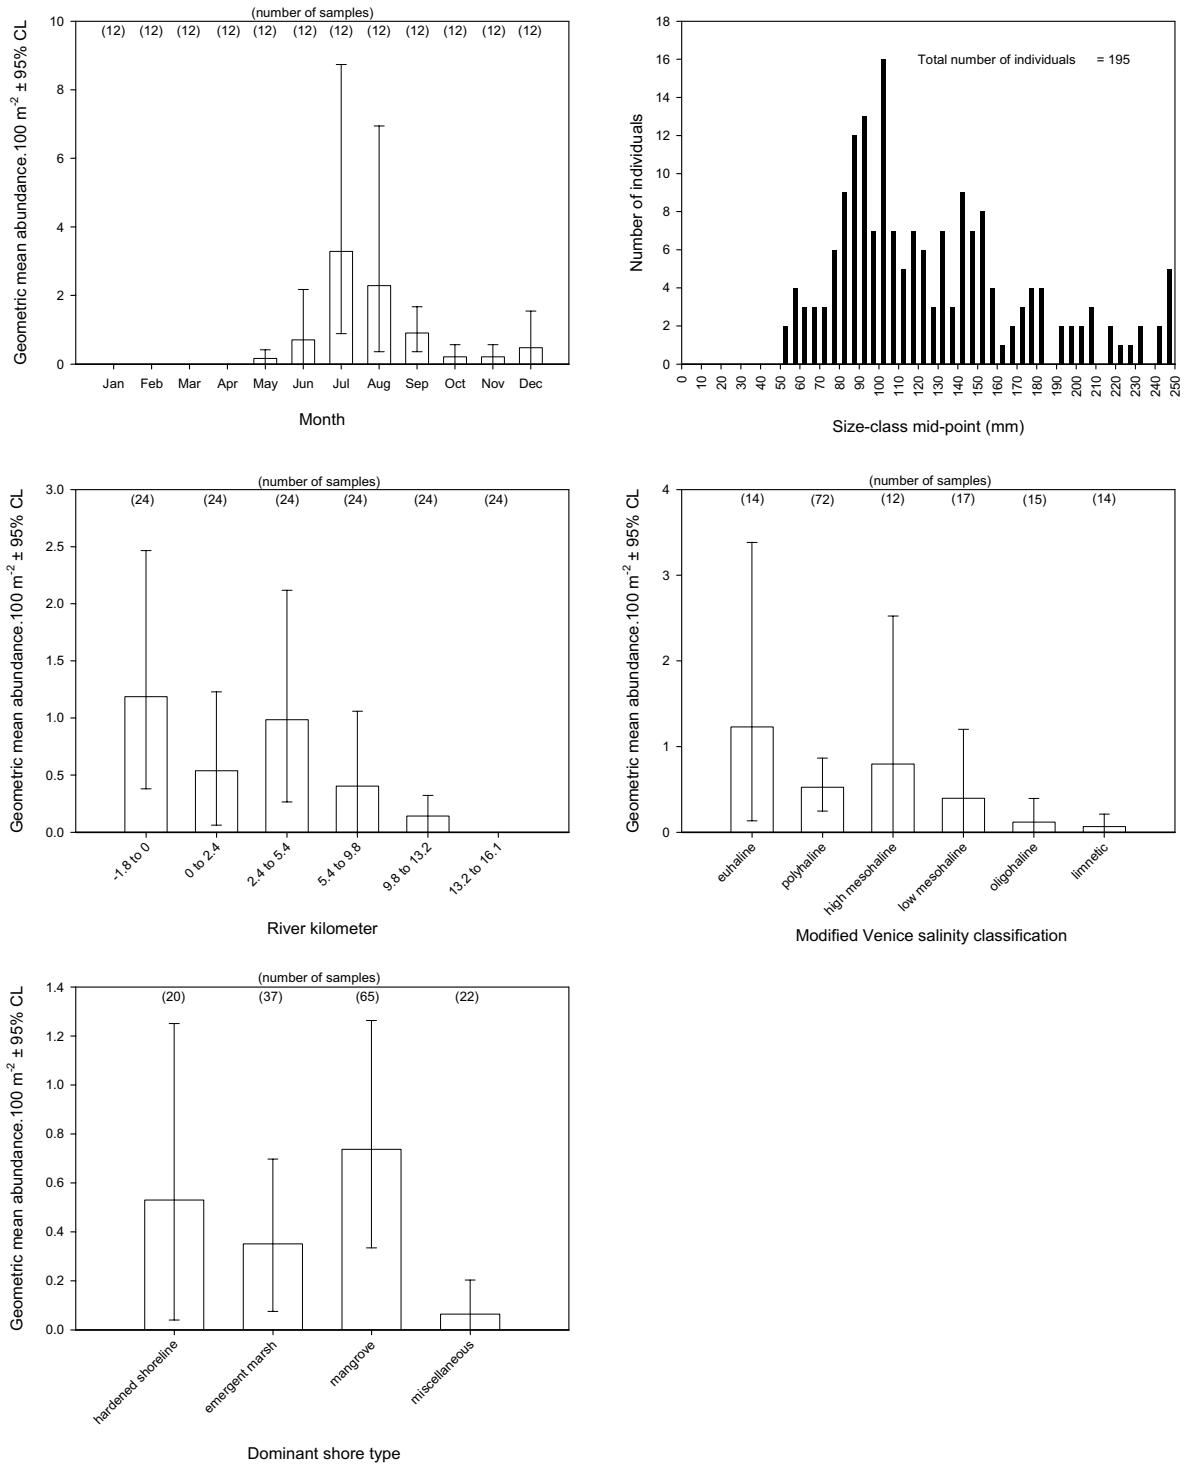 (number of samples)
(12) (12) (12) (12) (12) (12) (12) (12) (12) (12) (12) (12)
Geometric mean abundance.100 m-2 ± 95% CL
10
8
6
4
2
0
Jan Feb Mar Apr May Jun Jul Aug Sep Oct Nov Dec
Month
Total number of individuals = 195
Number of individuals
18
16
14
12
10
8
6
4
2
0
0 10 20 30 40 50 60 70 80 90 100 110 120 130 140 150 160 170 180 190 200 210 220 230 240 250
Size-class mid-point (mm)
(number of samples)
(24) (24) (24) (24) (24) (24)
Geometric mean abundance.100 m-2 ± 95% CL
3.0
2.5
2.0
1.5
1.0
0.5
0.0
-1.8 to 0 0 to 2.4 2.4 to 5.4 5.4 to 9.8 9.8 to 13.2 13.2 to 16.1
River kilometer
(number of samples)
(14) (72) (12) (17) (15) (14)
Geometric mean abundance.100 m-2 ± 95% CL
4
3
2
1
0
euhaline polyhaline high mesohaline low mesohaline oligohaline limnetic
Modified Venice salinity classification
(number of samples)
(20) (37) (65) (22)
Geometric mean abundance.100 m-2 ± 95% CL
1.4
1.2
1.0
0.8
0.6
0.4
0.2
0.0
hardened shoreline emergent marsh mangrove miscellaneous
Dominant shore type